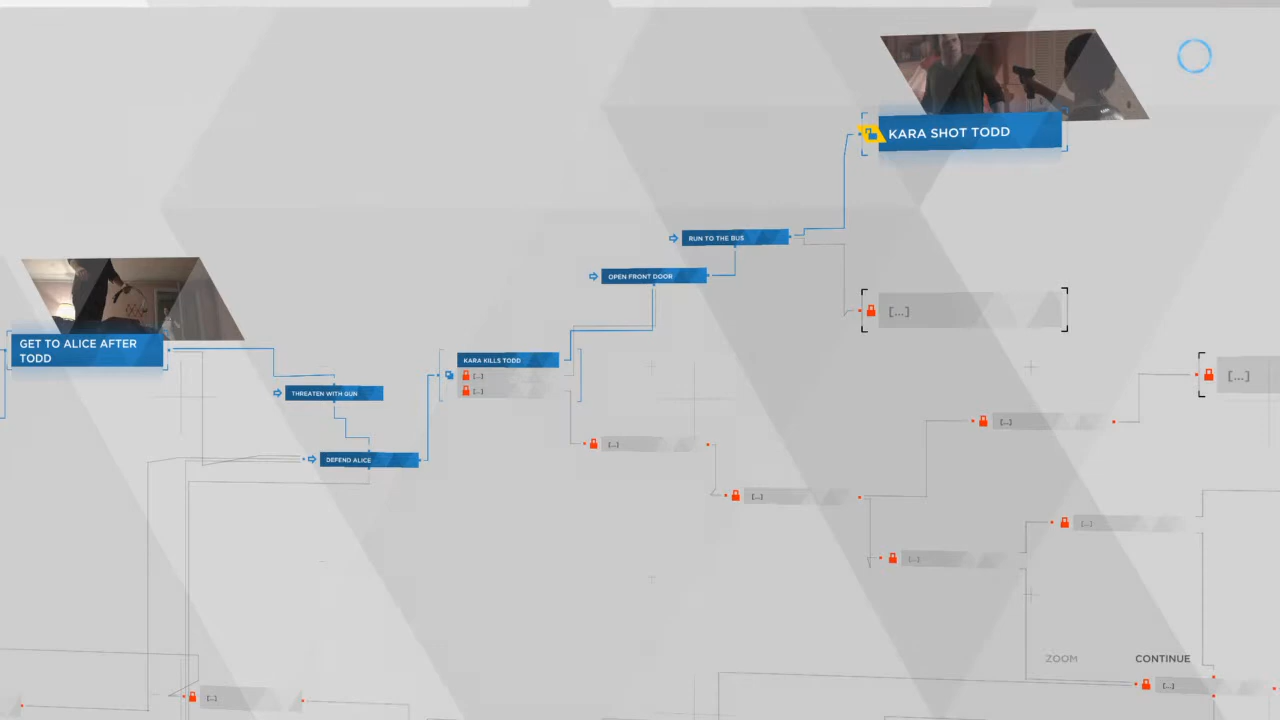 KARA SHOT TODD
RUN TO THE BUS
OPEN FRONT DOOR
[...]
GET TO ALICE AFTER
TODD
KARA KILLS TODD
[...]
[...]
THREATEN WITH GUN
[...]
[...]
[...]
DEFEND ALICE
[...]
[...]
[...]
ZOOM
CONTINUE
[...]
[...]